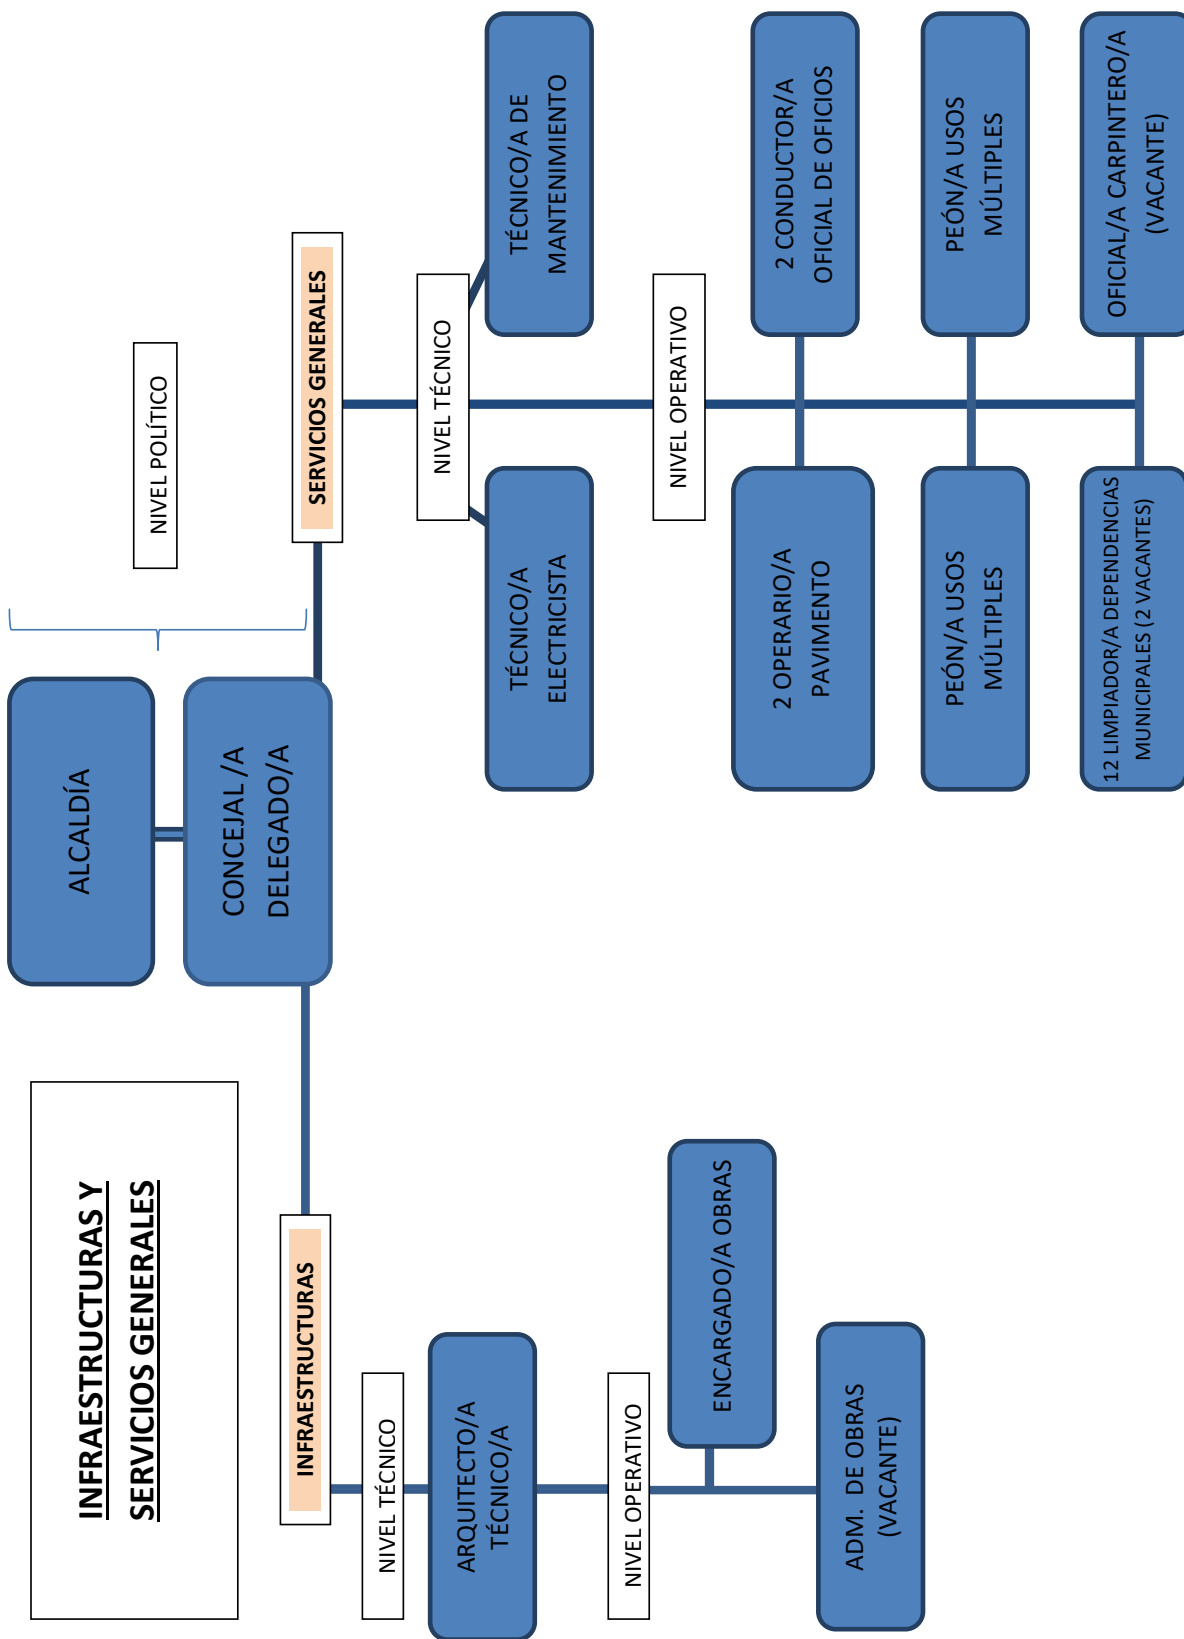 INFRAESTRUCTURAS Y
SERVICIOS GENERALES
ALCALDÍA
NIVEL POLÍTICO
CONCEJAL /A
DELEGADO/A
INFRAESTRUCTURAS
NIVEL TÉCNICO
ARQUITECTO/A
TÉCNICO/A
NIVEL OPERATIVO
ENCARGADO/A OBRAS
ADM. DE OBRAS
(VACANTE)
SERVICIOS GENERALES
NIVEL TÉCNICO
TÉCNICO/A
ELECTRICISTA
TÉCNICO/A DE
MANTENIMIENTO
NIVEL OPERATIVO
2 OPERARIO/A
PAVIMENTO
2 CONDUCTOR/A
OFICIAL DE OFICIOS
PEÓN/A USOS
MÚLTIPLES
PEÓN/A USOS
MÚLTIPLES
12 LIMPIADOR/A DEPENDENCIAS
MUNICIPALES (2 VACANTES)
OFICIAL/A CARPINTERO/A
(VACANTE)